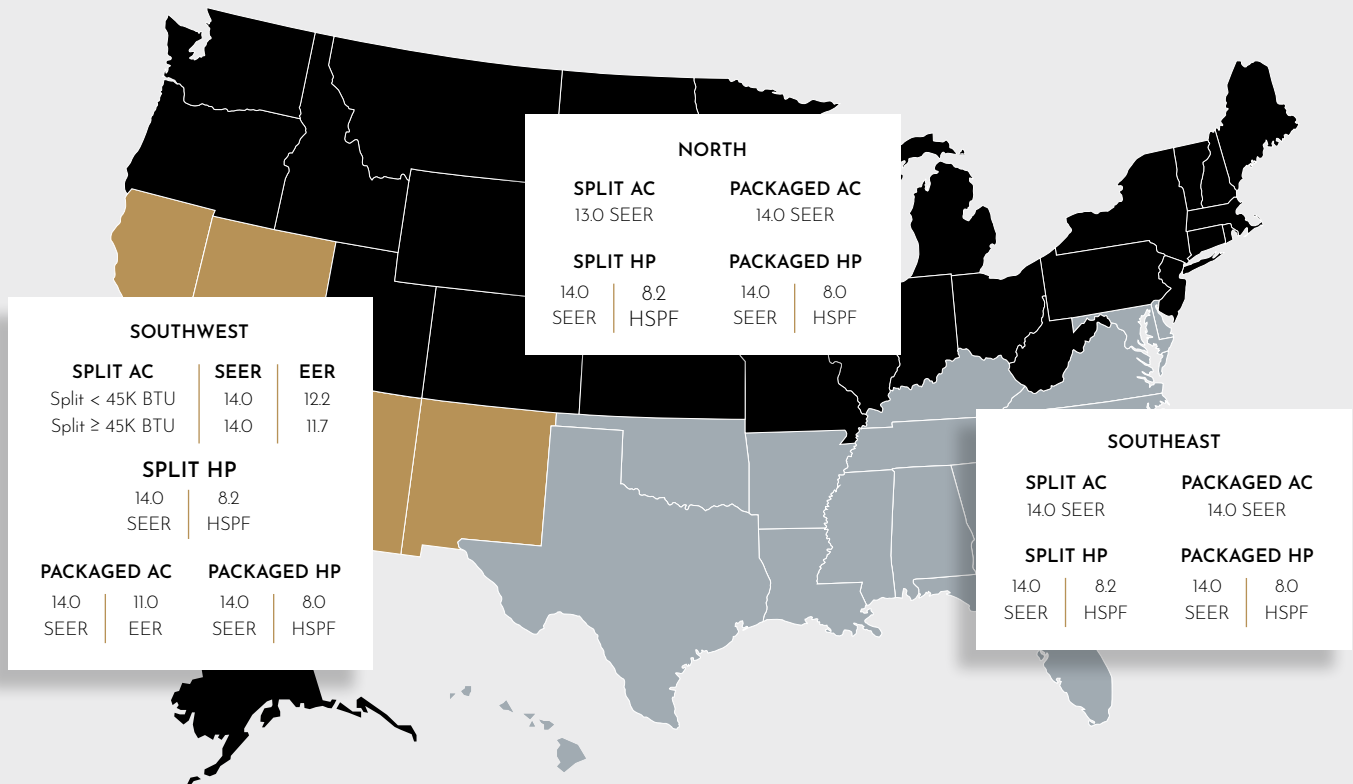 NORTH
SPLIT AC PACKAGED AC
13.0 SEER 14.0 SEER
SPLIT HP PACKAGED HP
14.0 8.2 14.0 8.0
SEER HSPF SEER HSPF
SOUTHWEST
SPLIT AC SEER EER
Split < 45K BTU 14.0 12.2
Split ≥ 45K BTU 14.0 11.7
SPLIT HP
14.0 8.2
SEER HSPF
PACKAGED AC PACKAGED HP
14.0 11.0 14.0 8.0
SEER EER SEER HSPF
SOUTHEAST
SPLIT AC PACKAGED AC
14.0 SEER 14.0 SEER
SPLIT HP PACKAGED HP
14.0 8.2 14.0 8.0
SEER HSPF SEER HSPF